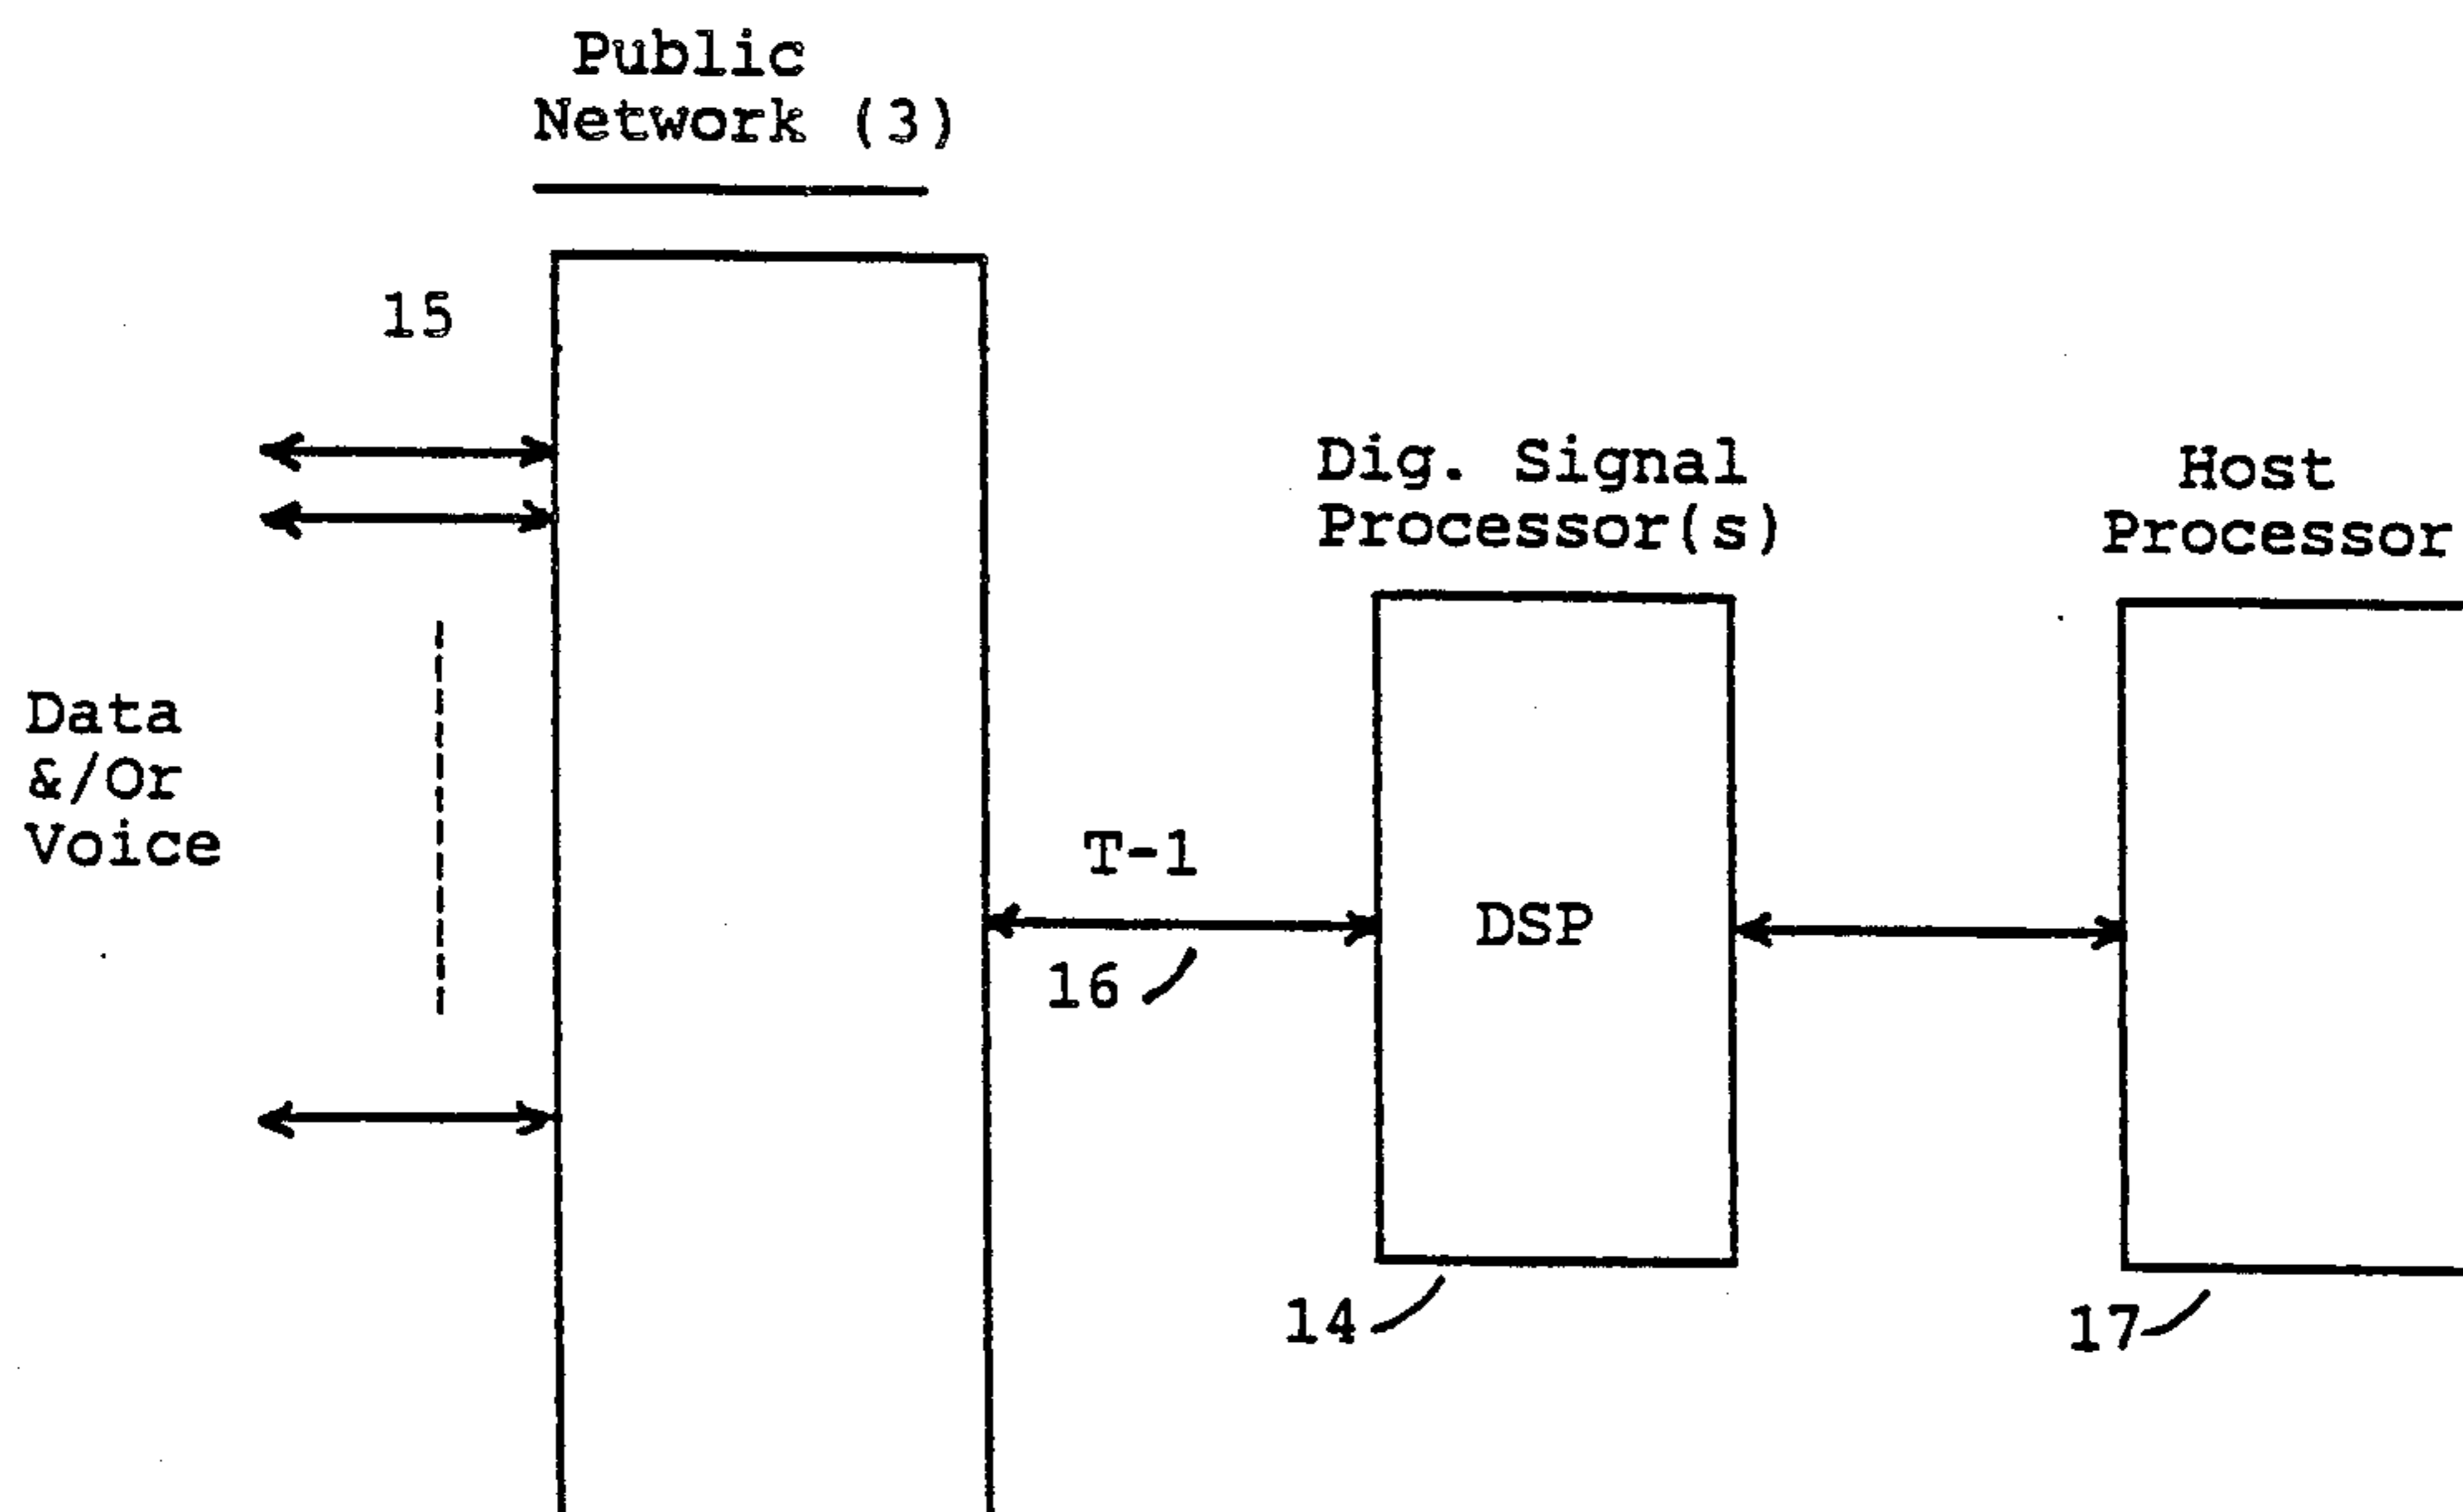 Public
Network (3)
15
Dig. Signal
Processor(s)
Host
Processor
Data
&/Or
Voice
T-1
16
DSP
14
17